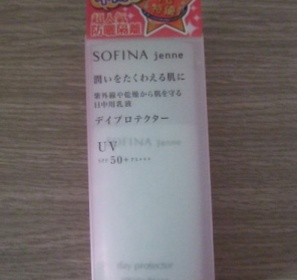 SOFINA jenne
潤いをたくわえる肌に
紫外線や乾燥から肌を守る
日中用乳液
デイプロテクター
SOFINA jenne
UV
SPF 50+ PA++++
day protector